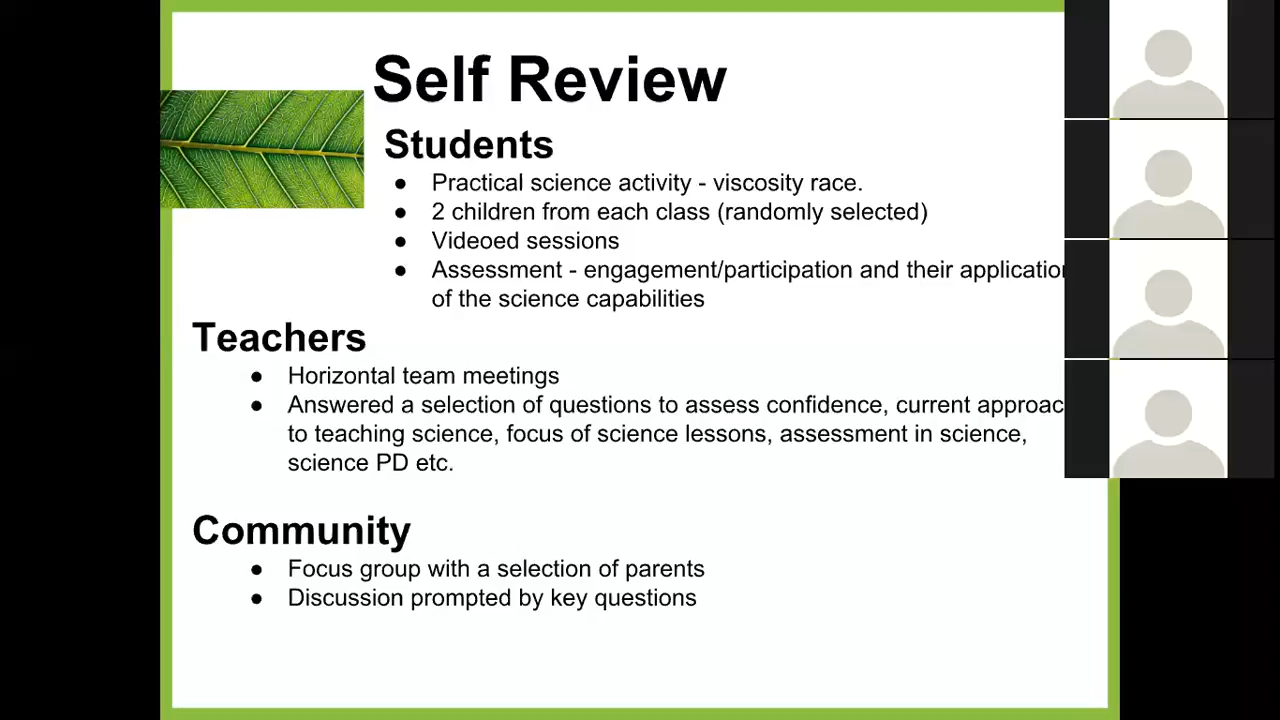 Self Review
Students
● Practical science activity - viscosity race.
● 2 children from each class (randomly selected)
● Videoed sessions
● Assessment - engagement/participation and their applicatio
of the science capabilities
Teachers
● Horizontal team meetings
● Answered a selection of questions to assess confidence, current approac
to teaching science, focus of science lessons, assessment in science,
science PD etc.
Community
● Focus group with a selection of parents
● Discussion prompted by key questions